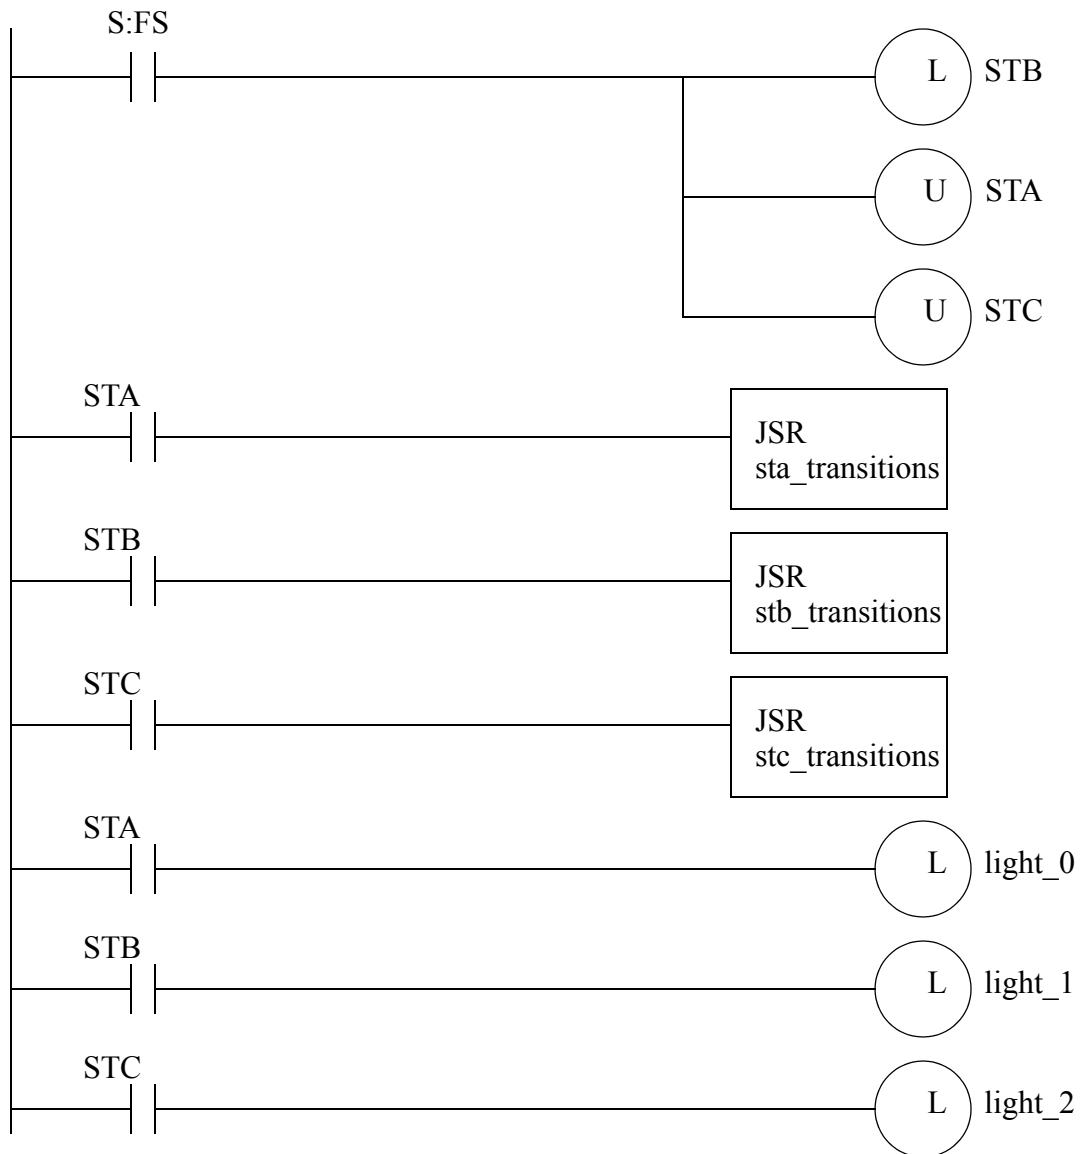 S:FS
L STB
U STA
U STC
STA
JSR
sta_transitions
STB
JSR
stb_transitions
STC
JSR
stc_transitions
STA
L light_0
STB
L light_1
STC
L light_2